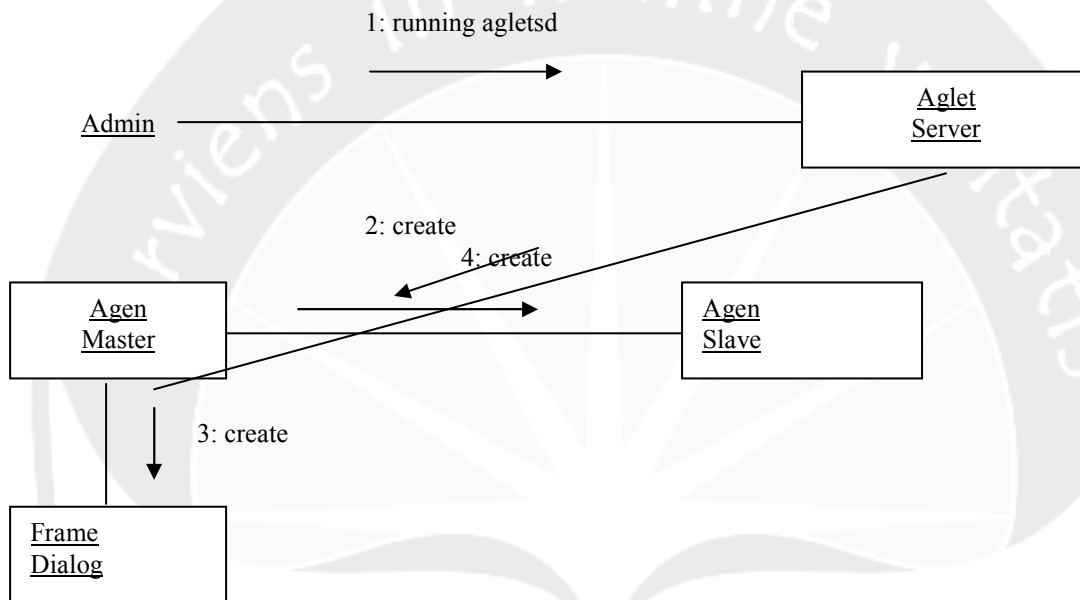 1: running agletsd
Admin
Aglet
Server
2: create
4: create
Agen
Master
Agen
Slave
3: create
Frame
Dialog